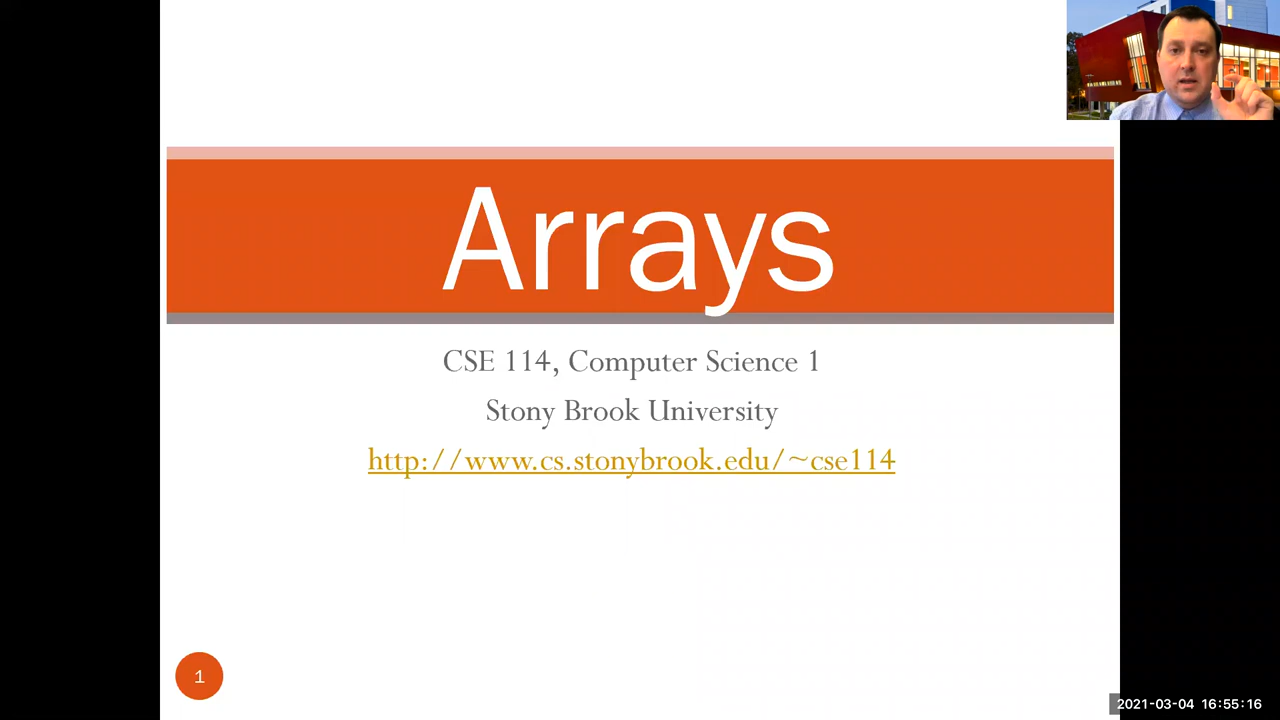 Arrays
CSE 114, Computer Science 1
Stony Brook University
http://www.cs.stonybrook.edu/~cse114
1
2021-03-04 16:55:16